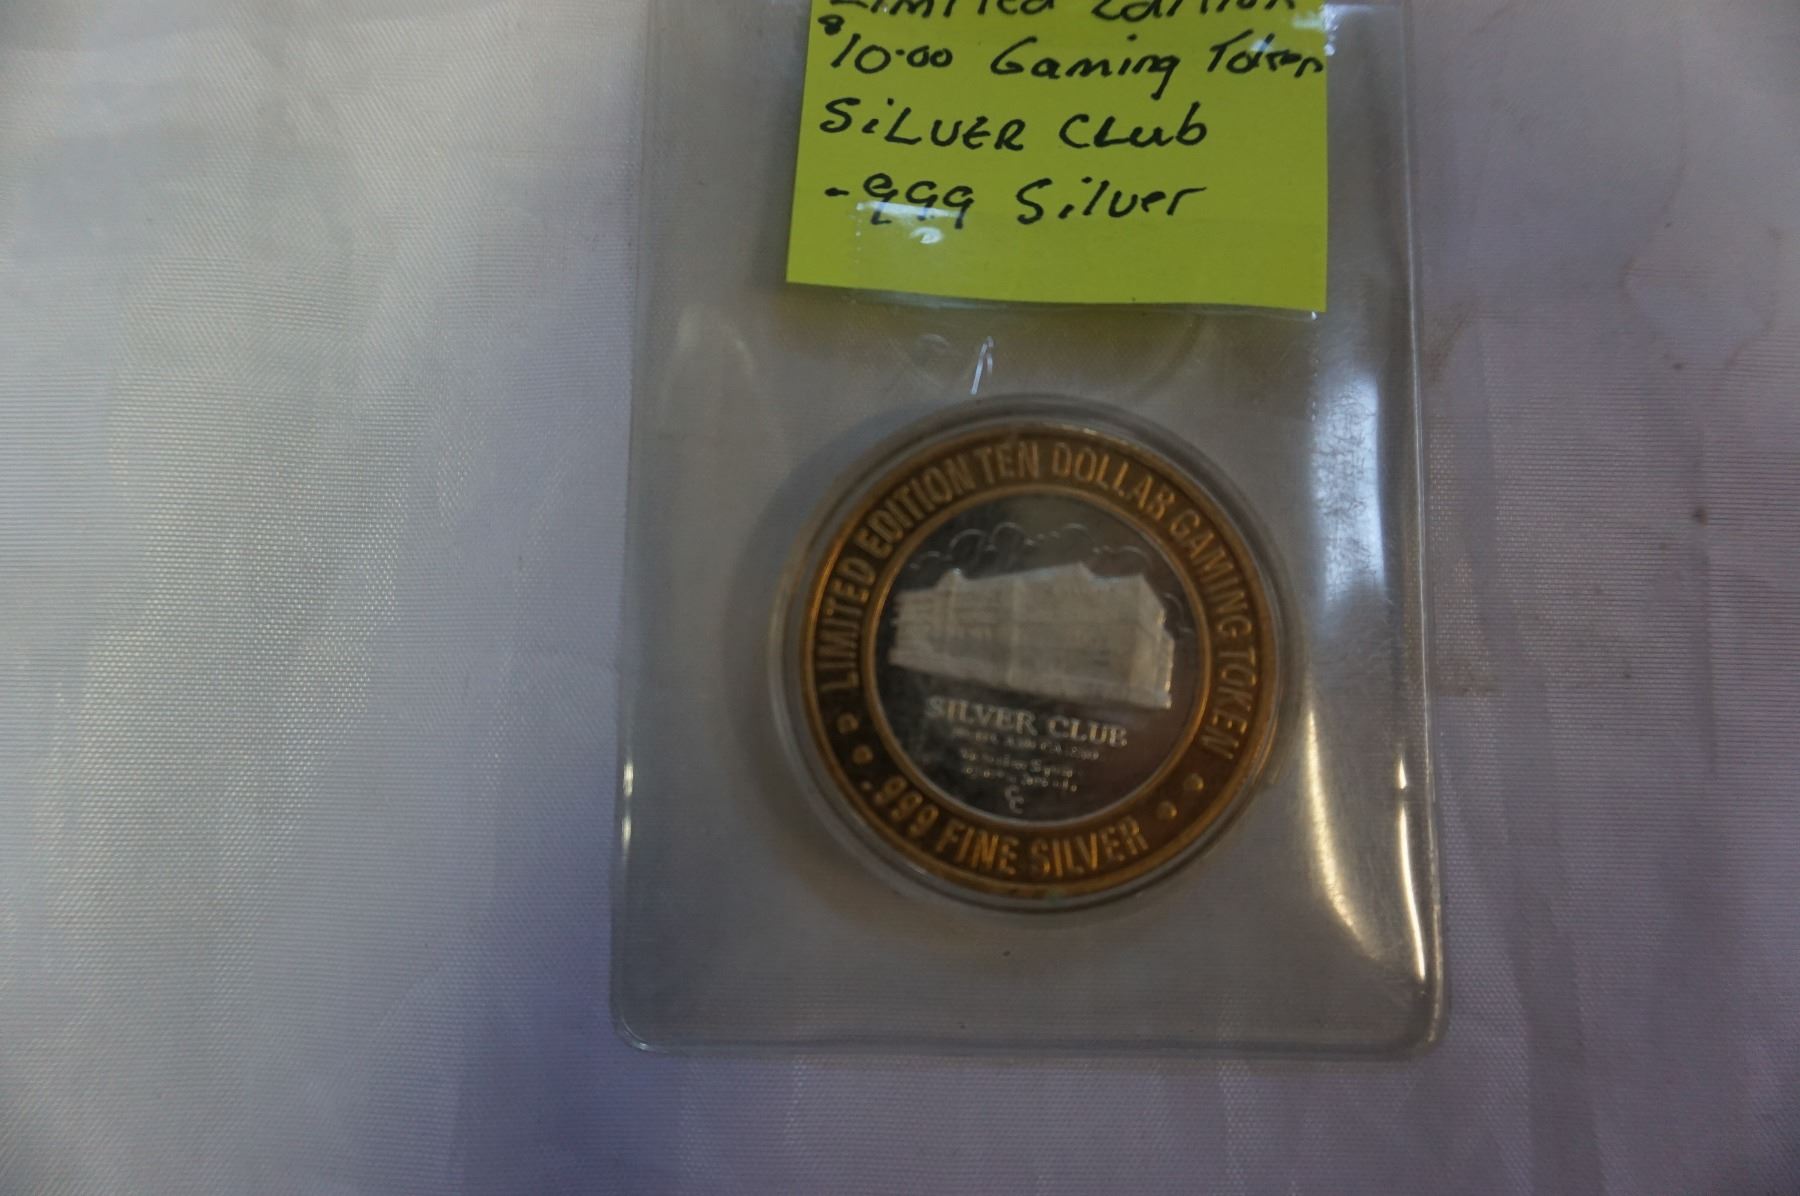 Limited Edition
$10.00 Gaming Token
SiLVER CLub
-999 Silver
LIMITED EDITION TEN DOLLAR GAMING TOKEN
SILVER CLUB
.999 FINE SILVER